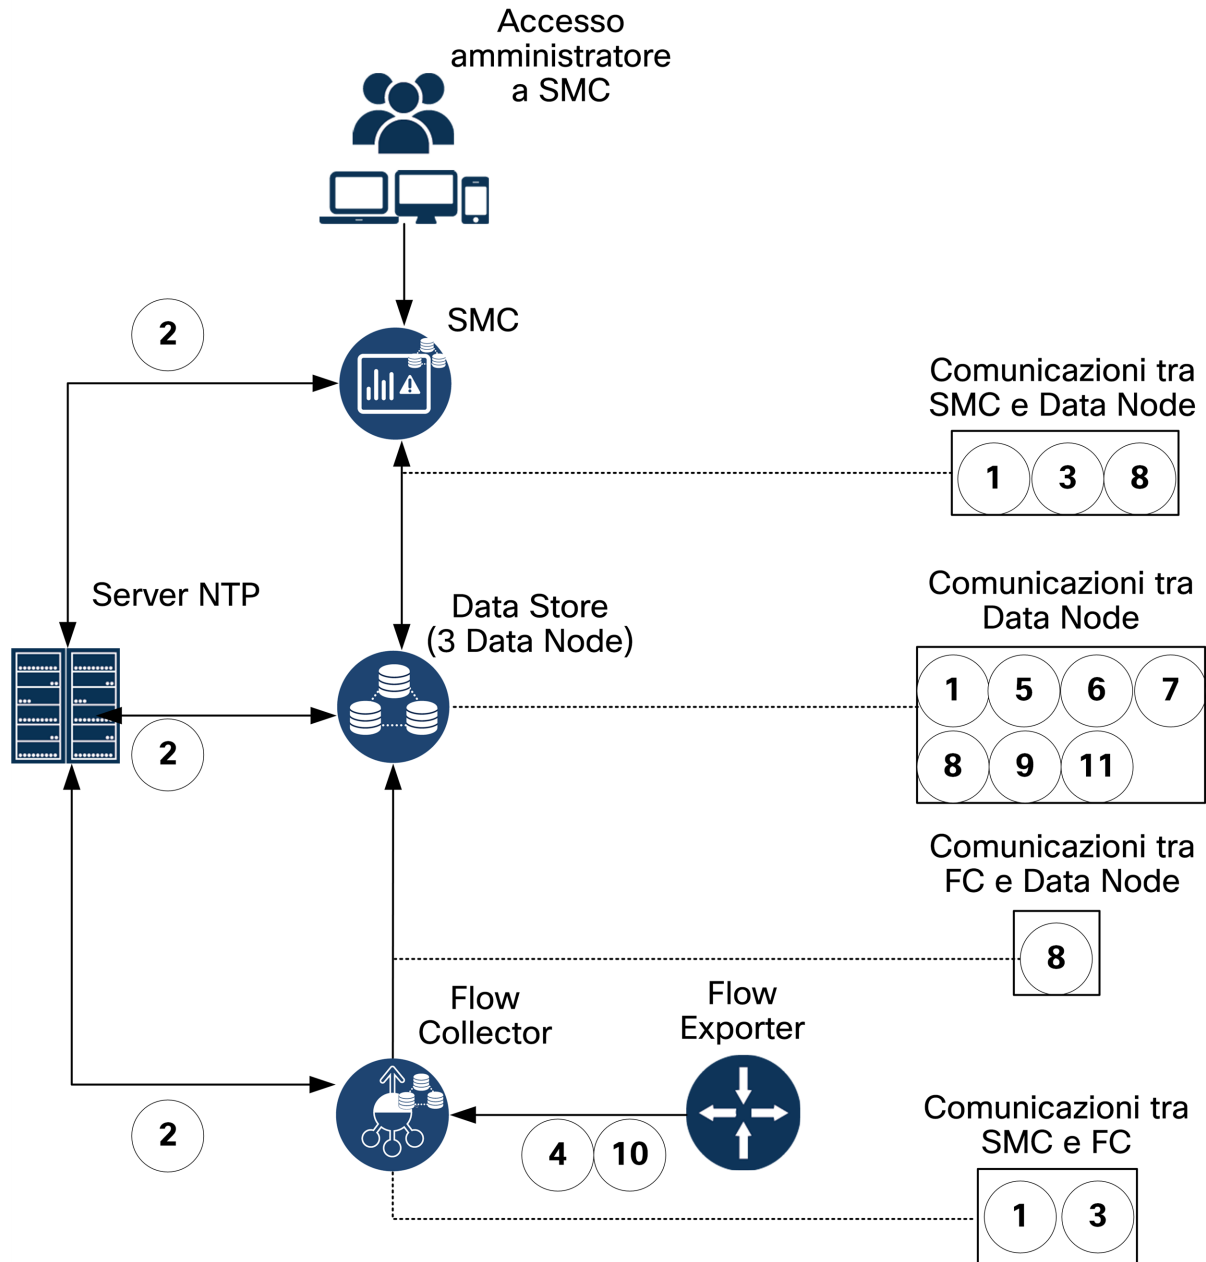 Accesso
amministratore
a SMC
SMC
2
Comunicazioni tra
SMC e Data Node
1 3 8
Server NTP
Data Store
(3 Data Node)
2
Comunicazioni tra
Data Node
1 5 6 7
8 9 11
Comunicazioni tra
FC e Data Node
8
Flow
Collector
Flow
Exporter
2
4 10
Comunicazioni tra
SMC e FC
1 3